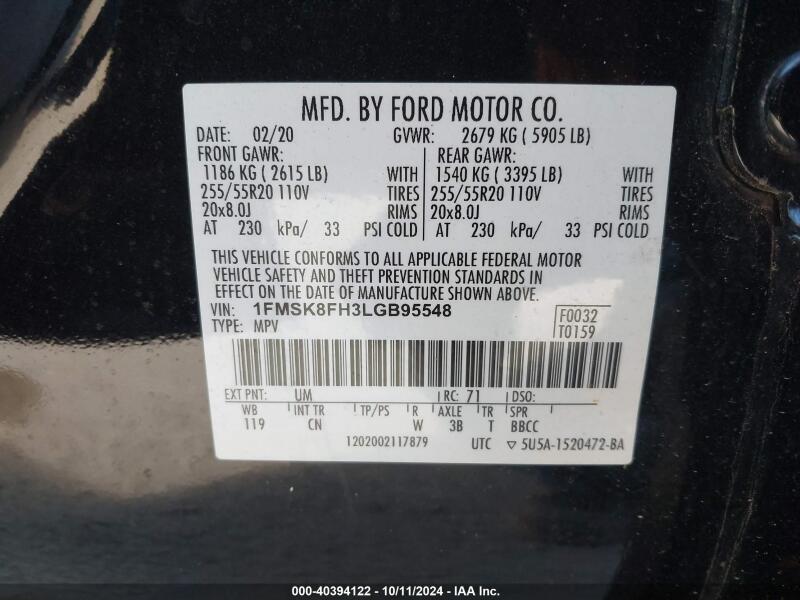 MFD. BY FORD MOTOR CO.
DATE: 02/20 GVWR: 2679 KG ( 5905 LB)
FRONT GAWR: REAR GAWR:
1186 KG ( 2615 LB) WITH 1540 KG ( 3395 LB) WITH
255/55R20 110V TIRES 255/55R20 110V TIRES
20x8.0J RIMS 20x8.0J RIMS
AT 230 kPa/ 33 PSI COLD AT 230 kPa/ 33 PSI COLD
THIS VEHICLE CONFORMS TO ALL APPLICABLE FEDERAL MOTOR
VEHICLE SAFETY AND THEFT PREVENTION STANDARDS IN
EFFECT ON THE DATE OF MANUFACTURE SHOWN ABOVE.
VIN: 1FMSK8FH3LGB95548 F0032
TYPE: MPV T0159
EXT PNT: UM RC: 71 DSO:
WB INT TR TP/PS R AXLE TR SPR
119 CN W 3B T BBCC
1202002117879 UTC ▽ 5U5A-1520472-BA
000-40394122 - 10/11/2024 - IAA Inc.